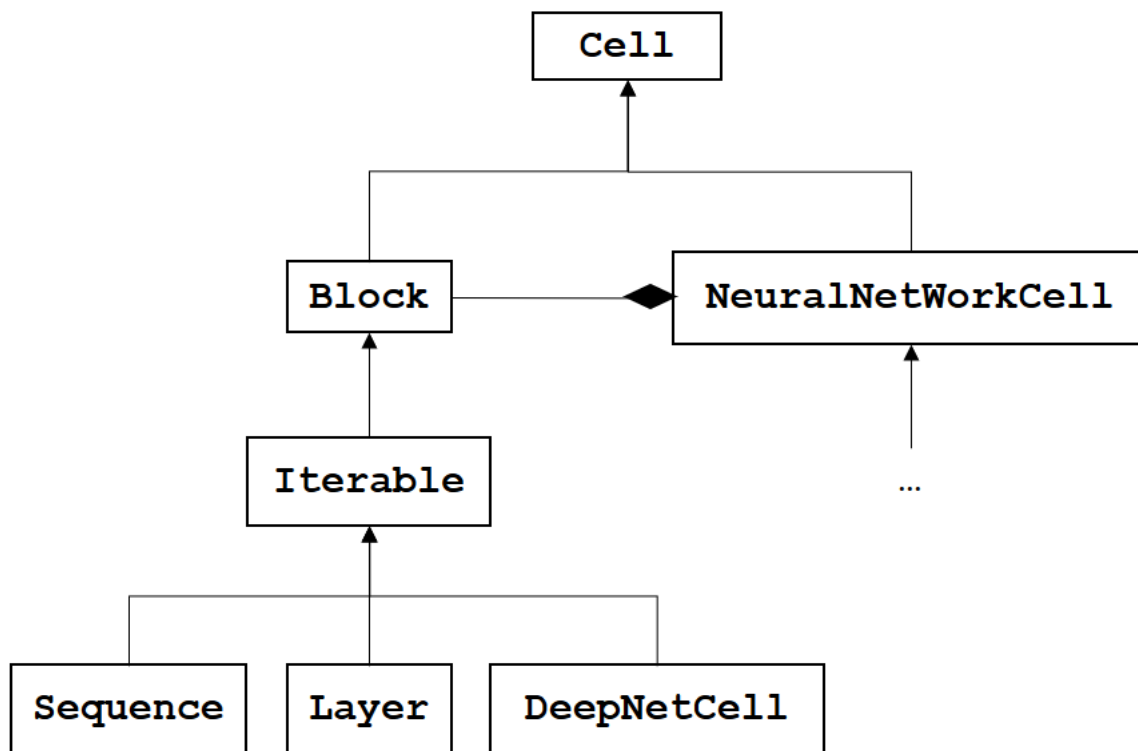 Cell
Block
NeuralNetWorkCell
Iterable
...
Sequence
Layer
DeepNetCell